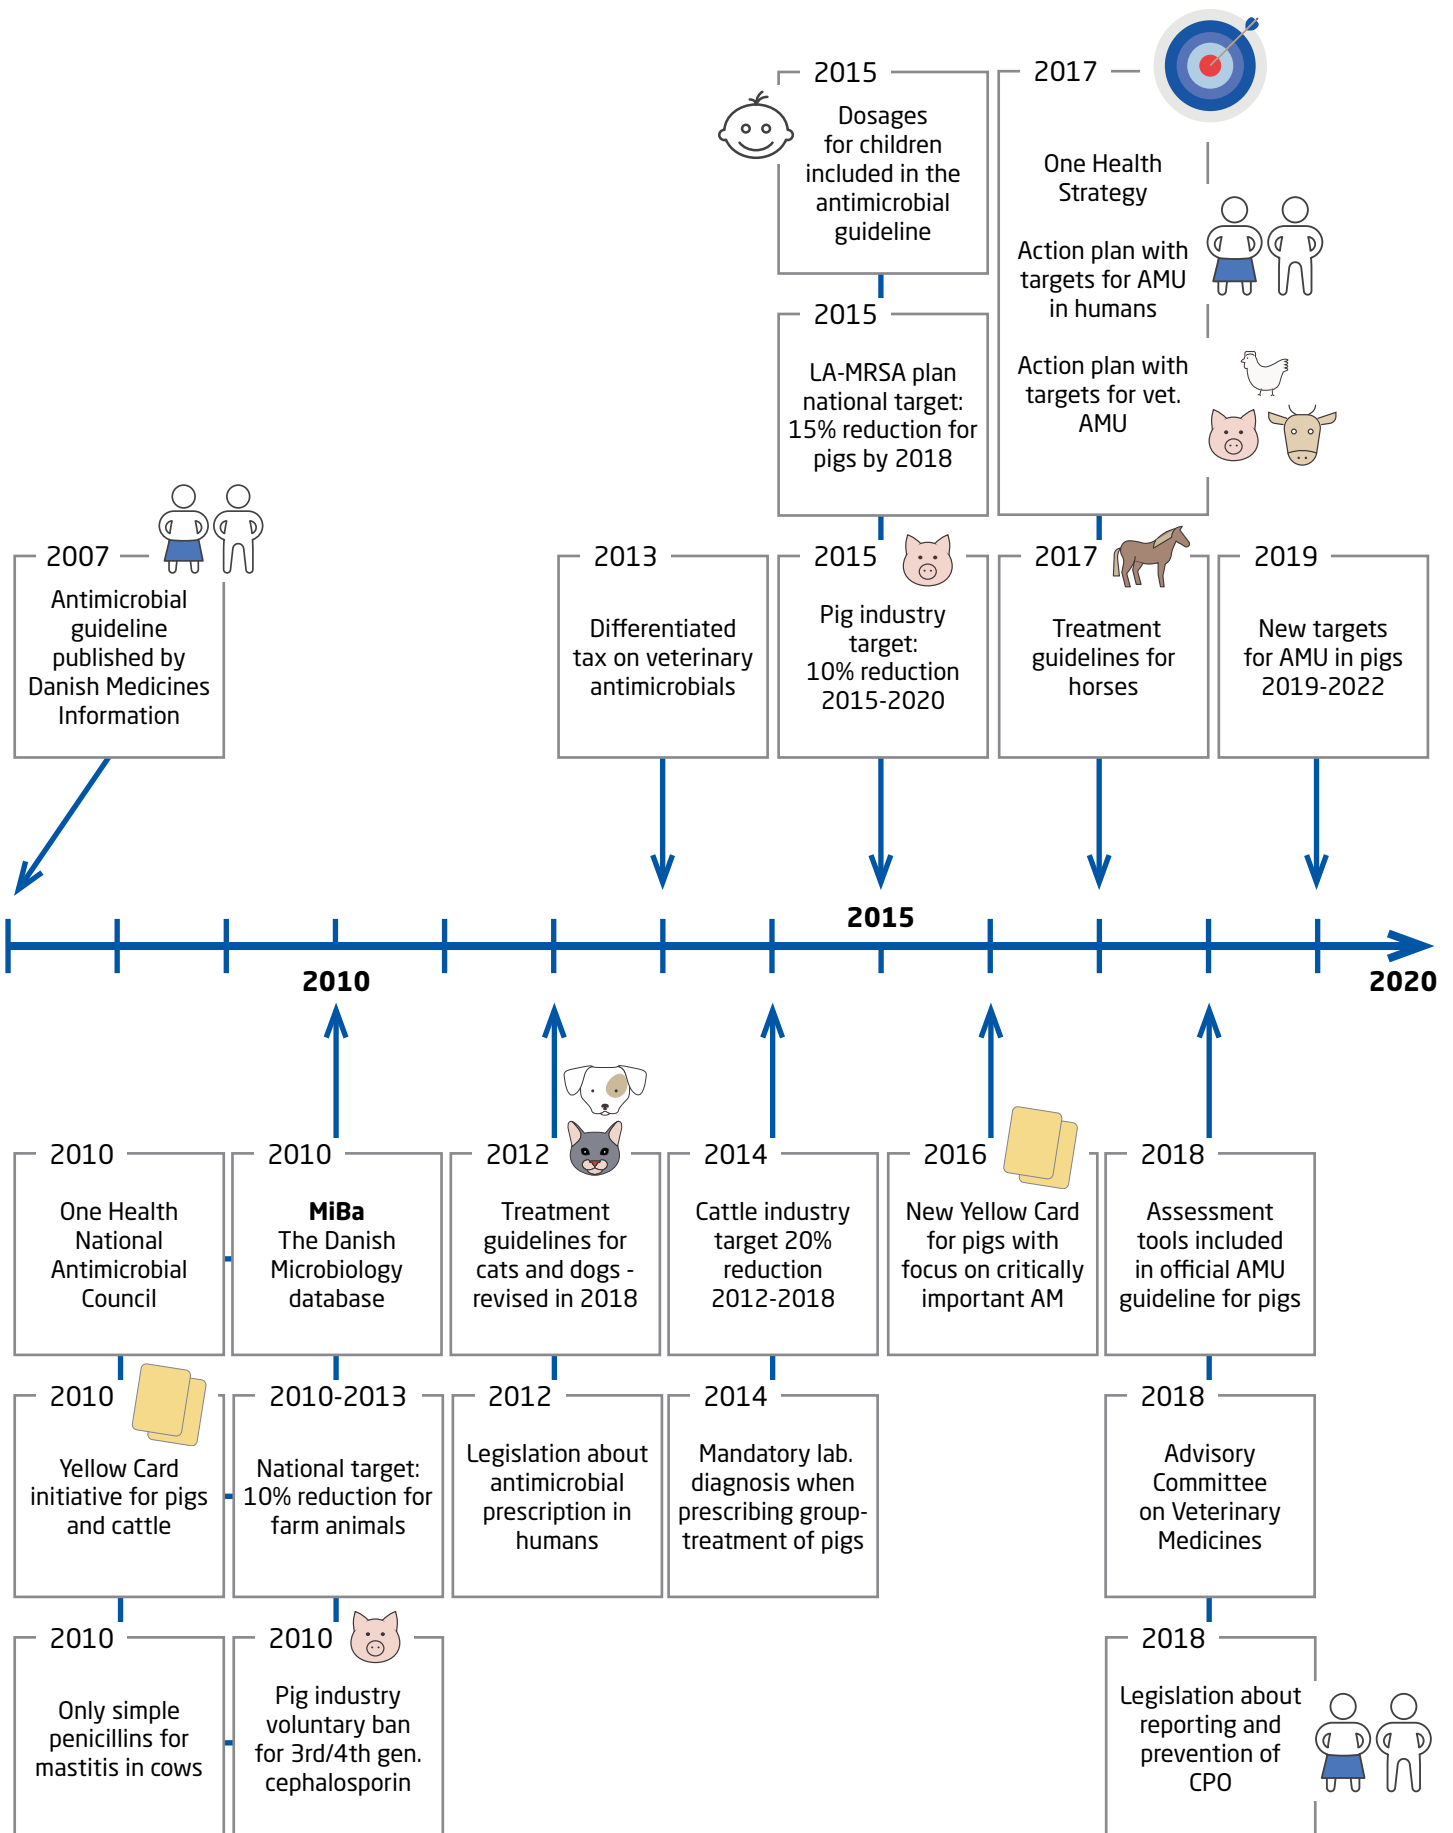 2015
Dosages
for children
included in the
antimicrobial
guideline
2017
One Health
Strategy
Action plan with
targets for AMU
in humans
Action plan with
targets for vet.
AMU
2015
LA-MRSA plan
national target:
15% reduction for
pigs by 2018
2007
Antimicrobial
guideline
published by
Danish Medicines
Information
2013
Differentiated
tax on veterinary
antimicrobials
2015
Pig industry
target:
10% reduction
2015-2020
2017
Treatment
guidelines for
horses
2019
New targets
for AMU in pigs
2019-2022
2015
2010
2020
2010
One Health
National
Antimicrobial
Council
2010
MiBa
The Danish
Microbiology
database
2012
Treatment
guidelines for
cats and dogs -
revised in 2018
2014
Cattle industry
target 20%
reduction
2012-2018
2016
New Yellow Card
for pigs with
focus on critically
important AM
2018
Assessment
tools included
in official AMU
guideline for pigs
2010
Yellow Card
initiative for pigs
and cattle
2010-2013
National target:
10% reduction for
farm animals
2012
Legislation about
antimicrobial
prescription in
humans
2014
Mandatory lab.
diagnosis when
prescribing group-
treatment of pigs
2018
Advisory
Committee
on Veterinary
Medicines
2010
Only simple
penicillins for
mastitis in cows
2010
Pig industry
voluntary ban
for 3rd/4th gen.
cephalosporin
2018
Legislation about
reporting and
prevention of
CPO